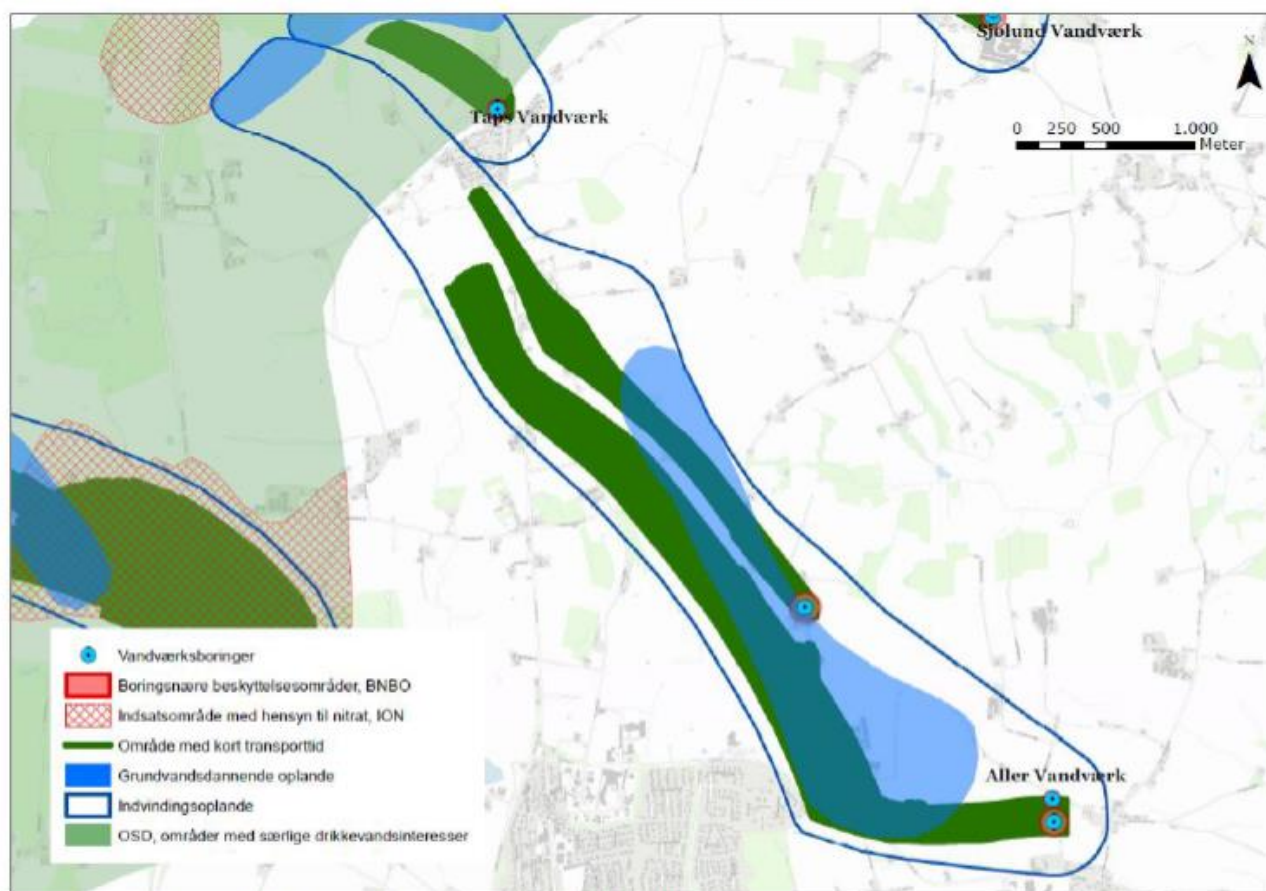 Sjølund Vandværk
N
Taps Vandværk
0 250 500 1.000
Meter
Aller Vandværk
Vandværksboringer
Boringsnære beskyttelsesområder, BNBO
Indsatsområde med hensyn til nitrat, ION
Område med kort transporttid
Grundvandsdannende oplande
Indvindingsoplande
OSD, områder med særlige drikkevandsinteresser